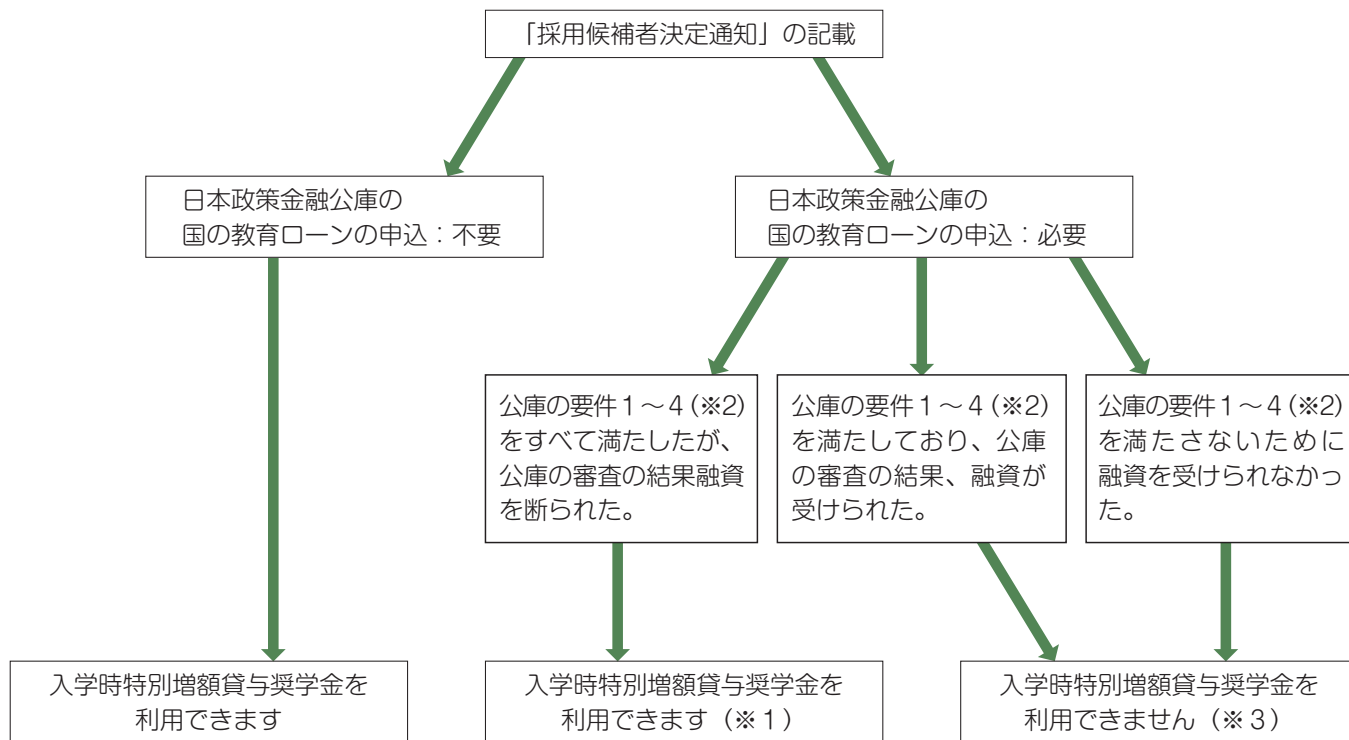 「採用候補者決定通知」の記載
日本政策金融公庫の
国の教育ローンの申込：不要
日本政策金融公庫の
国の教育ローンの申込：必要
公庫の要件１～４(※2)
をすべて満たしたが、
公庫の審査の結果融資
を断られた。
公庫の要件１～４(※2)
を満たしており、公庫
の審査の結果、融資が
受けられた。
公庫の要件１～４(※2)
を満たさないために
融資を受けられなかっ
た。
入学時特別増額貸与奨学金を
利用できます
入学時特別増額貸与奨学金を
利用できます（※１）
入学時特別増額貸与奨学金を
利用できません（※３）